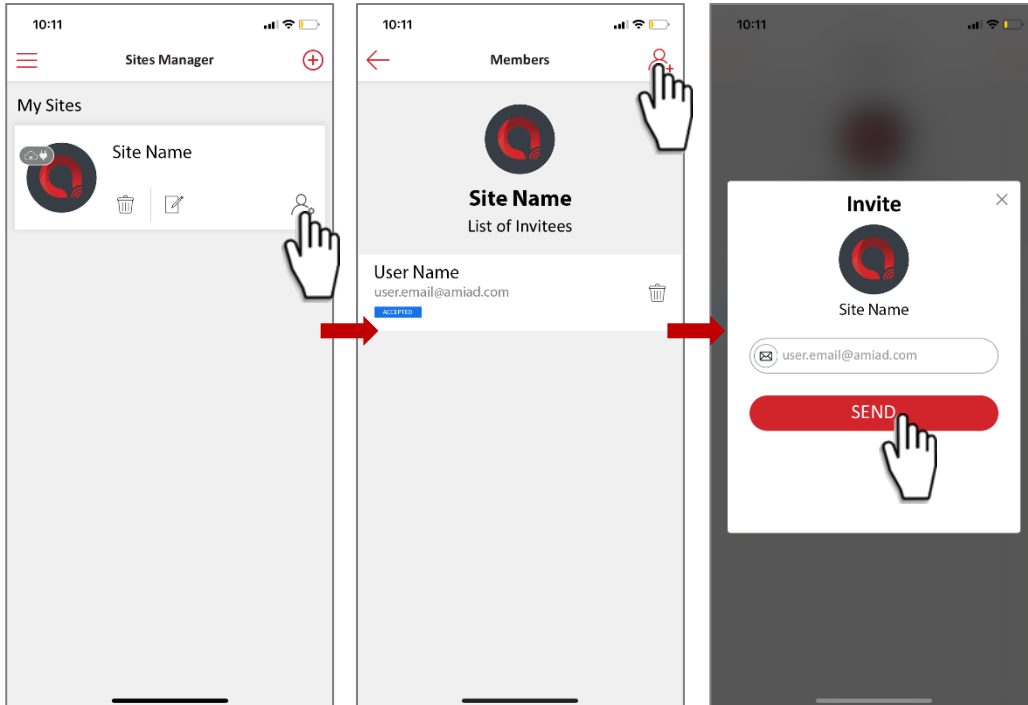 10:11
Sites Manager
My Sites
Site Name
10:11
Members
Site Name
List of Invitees
User Name
user.email@amiad.com
ACCEPTED
10:11
Invite
Site Name
user.email@amiad.com
SEND